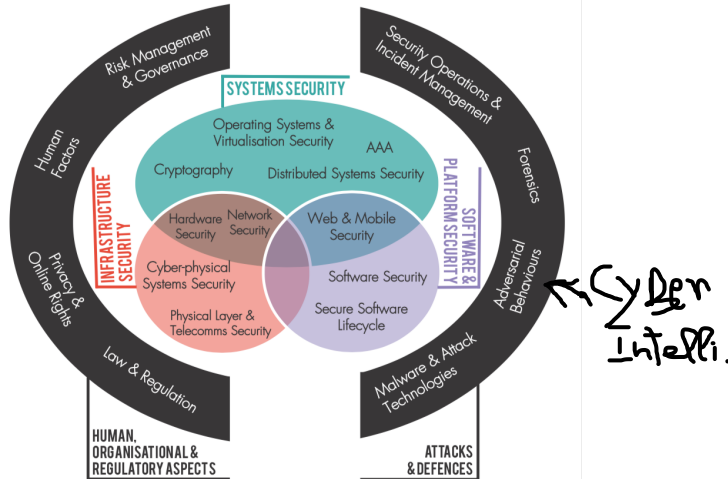 Risk Management
& Governance
Security Operations &
Incident Management
SYSTEMS SECURITY
Operating Systems &
Virtualisation Security
AAA
Cryptography
Distributed Systems Security
Human
Factors
Forensics
INFRASTRUCTURE
SECURITY
SOFTWARE &
PLATFORM SECURITY
Hardware
Security
Network
Security
Web & Mobile
Security
Cyber-physical
Systems Security
Software Security
Physical Layer &
Telecomms Security
Secure Software
Lifecycle
Privacy &
Online Rights
Adversarial
Behaviours
Cyber
Intelli.
Law & Regulation
Malware & Attack
Technologies
HUMAN,
ORGANISATIONAL &
REGULATORY ASPECTS
ATTACKS
& DEFENCES